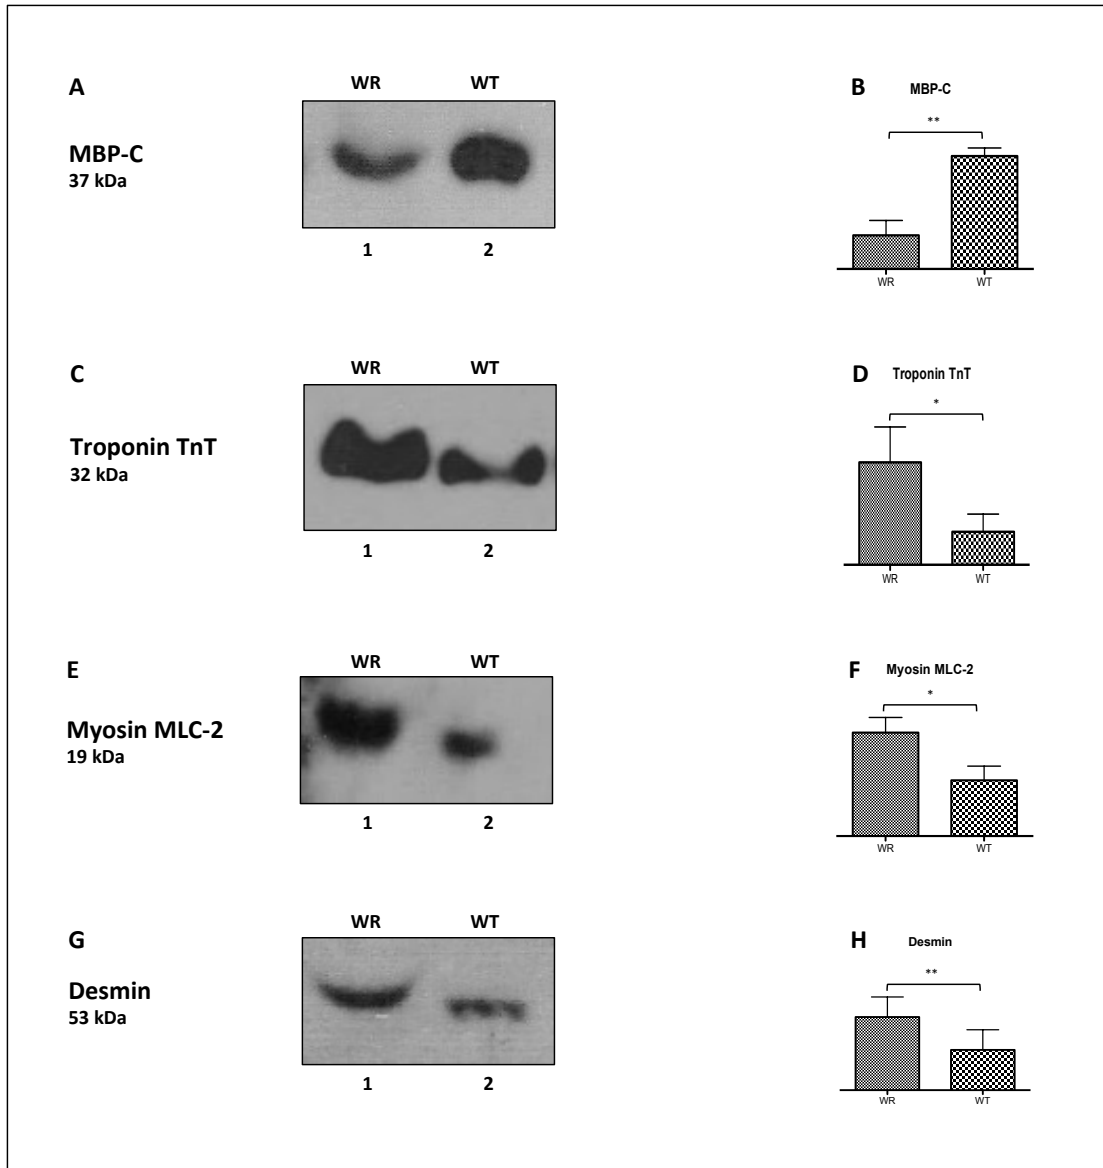 A
WR WT
MBP-C
37 kDa
1 2
B
MBP-C
**
WR WT
C
WR WT
Troponin TnT
32 kDa
1 2
D
Troponin TnT
*
WR WT
E
WR WT
Myosin MLC-2
19 kDa
1 2
F
Myosin MLC-2
*
WR WT
G
WR WT
Desmin
53 kDa
1 2
H
Desmin
**
WR WT